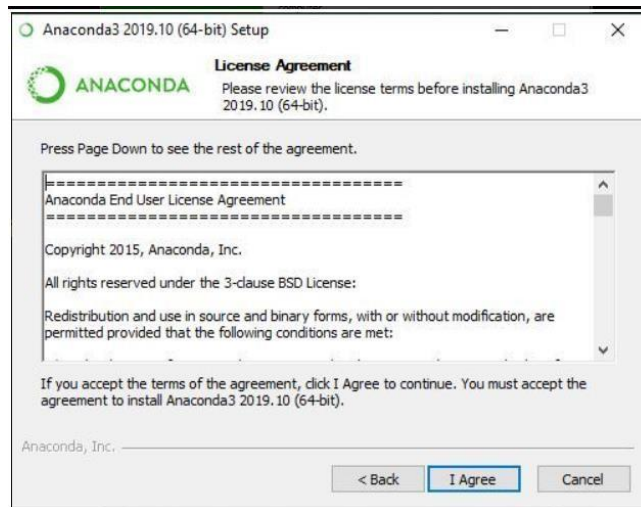 Anaconda3 2019.10 (64-bit) Setup
ANACONDA
License Agreement
Please review the license terms before installing Anaconda3
2019.10 (64-bit).
Press Page Down to see the rest of the agreement.
===================================
Anaconda End User License Agreement
===================================
Copyright 2015, Anaconda, Inc.
All rights reserved under the 3-clause BSD License:
Redistribution and use in source and binary forms, with or without modification, are
permitted provided that the following conditions are met:
If you accept the terms of the agreement, click I Agree to continue. You must accept the
agreement to install Anaconda3 2019.10 (64-bit).
Anaconda, Inc.
< Back
I Agree
Cancel